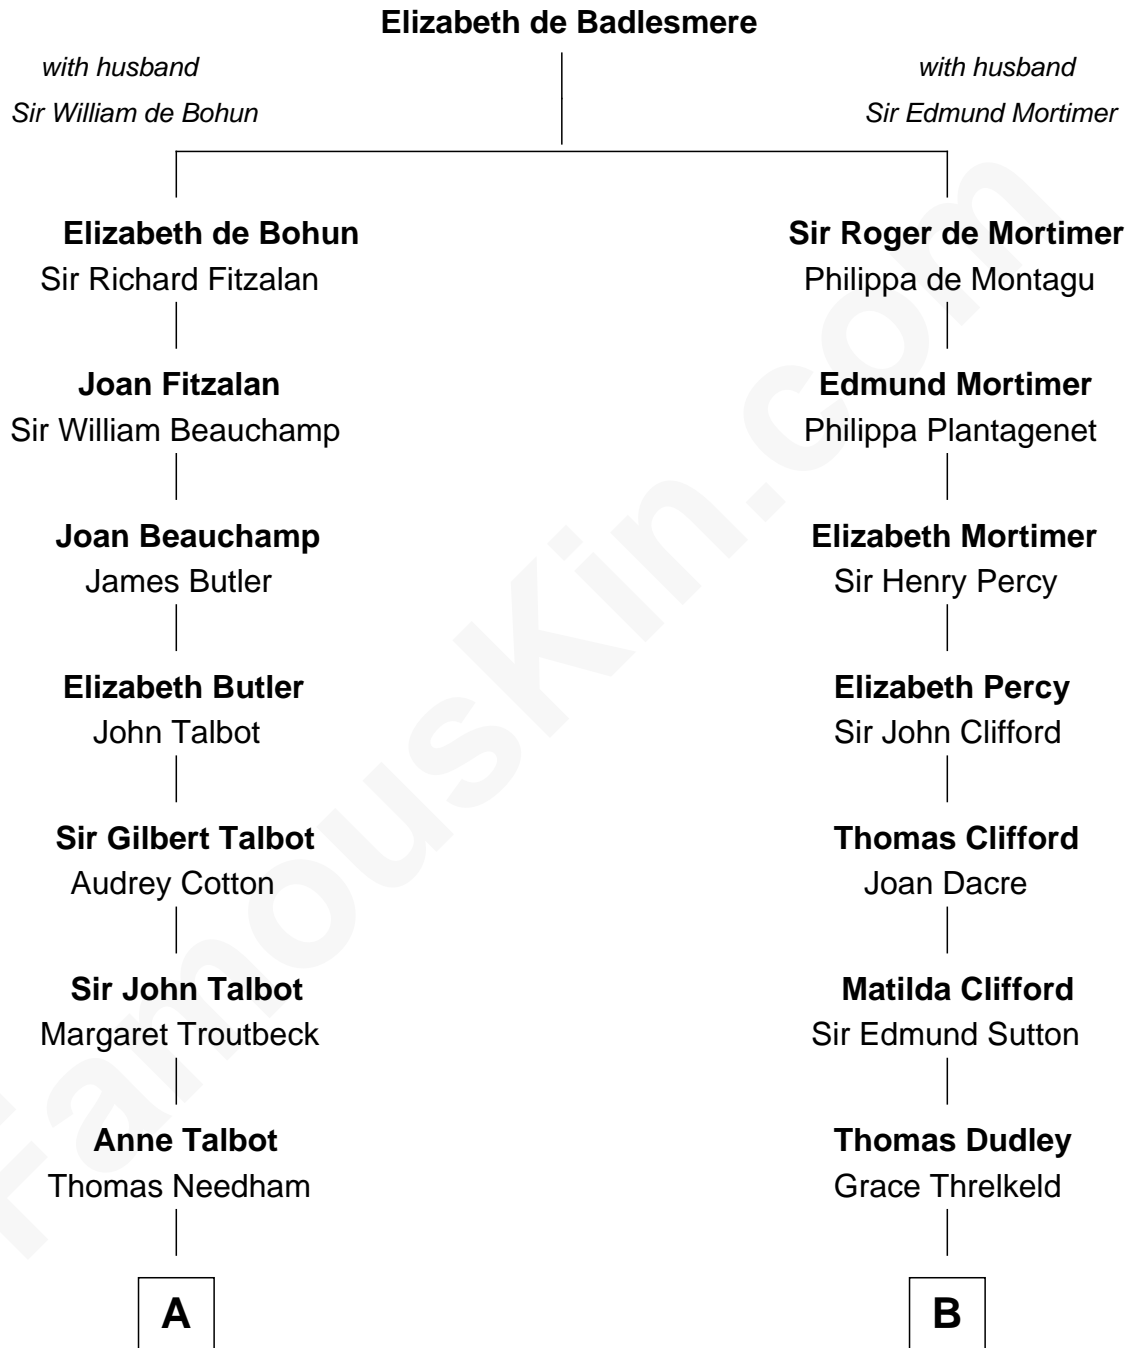 Elizabeth de Badlesmere
with husband
Sir William de Bohun
with husband
Sir Edmund Mortimer
Elizabeth de Bohun
Sir Richard Fitzalan
Sir Roger de Mortimer
Philippa de Montagu
Joan Fitzalan
Sir William Beauchamp
Edmund Mortimer
Philippa Plantagenet
Joan Beauchamp
James Butler
Elizabeth Mortimer
Sir Henry Percy
Elizabeth Butler
John Talbot
Elizabeth Percy
Sir John Clifford
Sir Gilbert Talbot
Audrey Cotton
Thomas Clifford
Joan Dacre
Sir John Talbot
Margaret Troutbeck
Matilda Clifford
Sir Edmund Sutton
Anne Talbot
Thomas Needham
Thomas Dudley
Grace Threlkeld
A
B
FamousKin.com